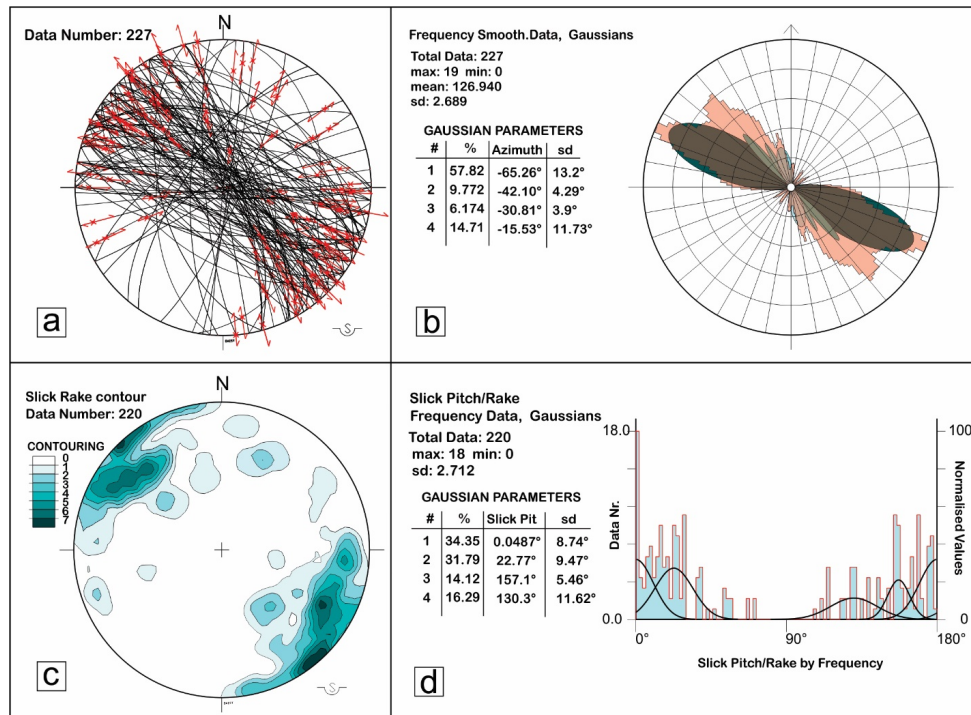 N
Data Number: 227
S
a
Frequency Smooth.Data, Gaussians
Total Data: 227
max: 19 min: 0
mean: 126.940
sd: 2.689
GAUSSIAN PARAMETERS
# % Azimuth sd
1 57.82 -65.26° 13.2°
2 9.772 -42.10° 4.29°
3 6.174 -30.81° 3.9°
4 14.71 -15.53° 11.73°
b
N
Slick Rake contour
Data Number: 220
CONTOURING
0
1
2
3
4
5
6
7
S
c
Slick Pitch/Rake
Frequency Data, Gaussians
Total Data: 220
max: 18 min: 0
sd: 2.712
GAUSSIAN PARAMETERS
# % Slick Pit sd
1 34.35 0.0487° 8.74°
2 31.79 22.77° 9.47°
3 14.12 157.1° 5.46°
4 16.29 130.3° 11.62°
d
18.0
Data Nr.
0.0
100
Normalised Values
0
0° 90° 180°
Slick Pitch/Rake by Frequency